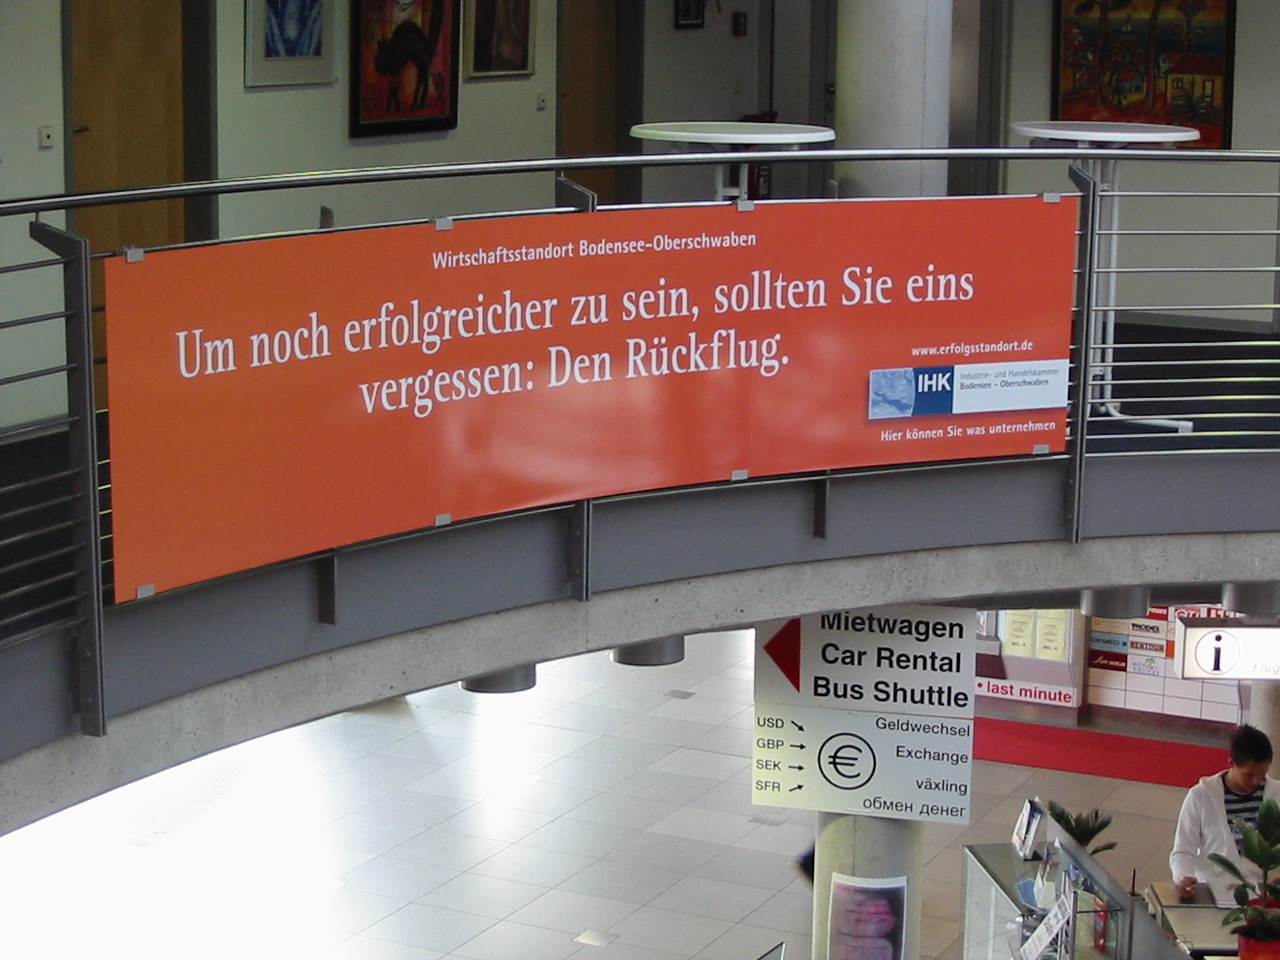 Wirtschaftsstandort Bodensee-Oberschwaben
Um noch erfolgreicher zu sein, sollten Sie eins
vergessen: Den Rückflug.
www.erfolgsstandort.de
IHK
Industrie- und Handelskammer
Bodensee - Oberschwaben
Hier können Sie was unternehmen
Mietwagen
Car Rental
Bus Shuttle
USD
GBP
SEK
SFR
€
Geldwechsel
Exchange
växling
обмен денег
last minute
i